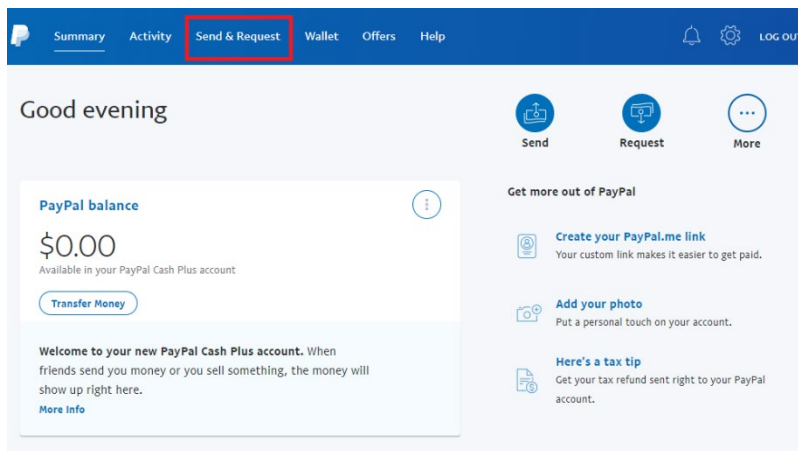 Summary Activity Send & Request Wallet Offers Help LOG OU
Good evening
Send Request More
PayPal balance
$0.00
Available in your PayPal Cash Plus account
Transfer Money
Welcome to your new PayPal Cash Plus account. When
friends send you money or you sell something, the money will
show up right here.
More Info
Get more out of PayPal
Create your PayPal.me link
Your custom link makes it easier to get paid.
Add your photo
Put a personal touch on your account.
Here's a tax tip
Get your tax refund sent right to your PayPal
account.